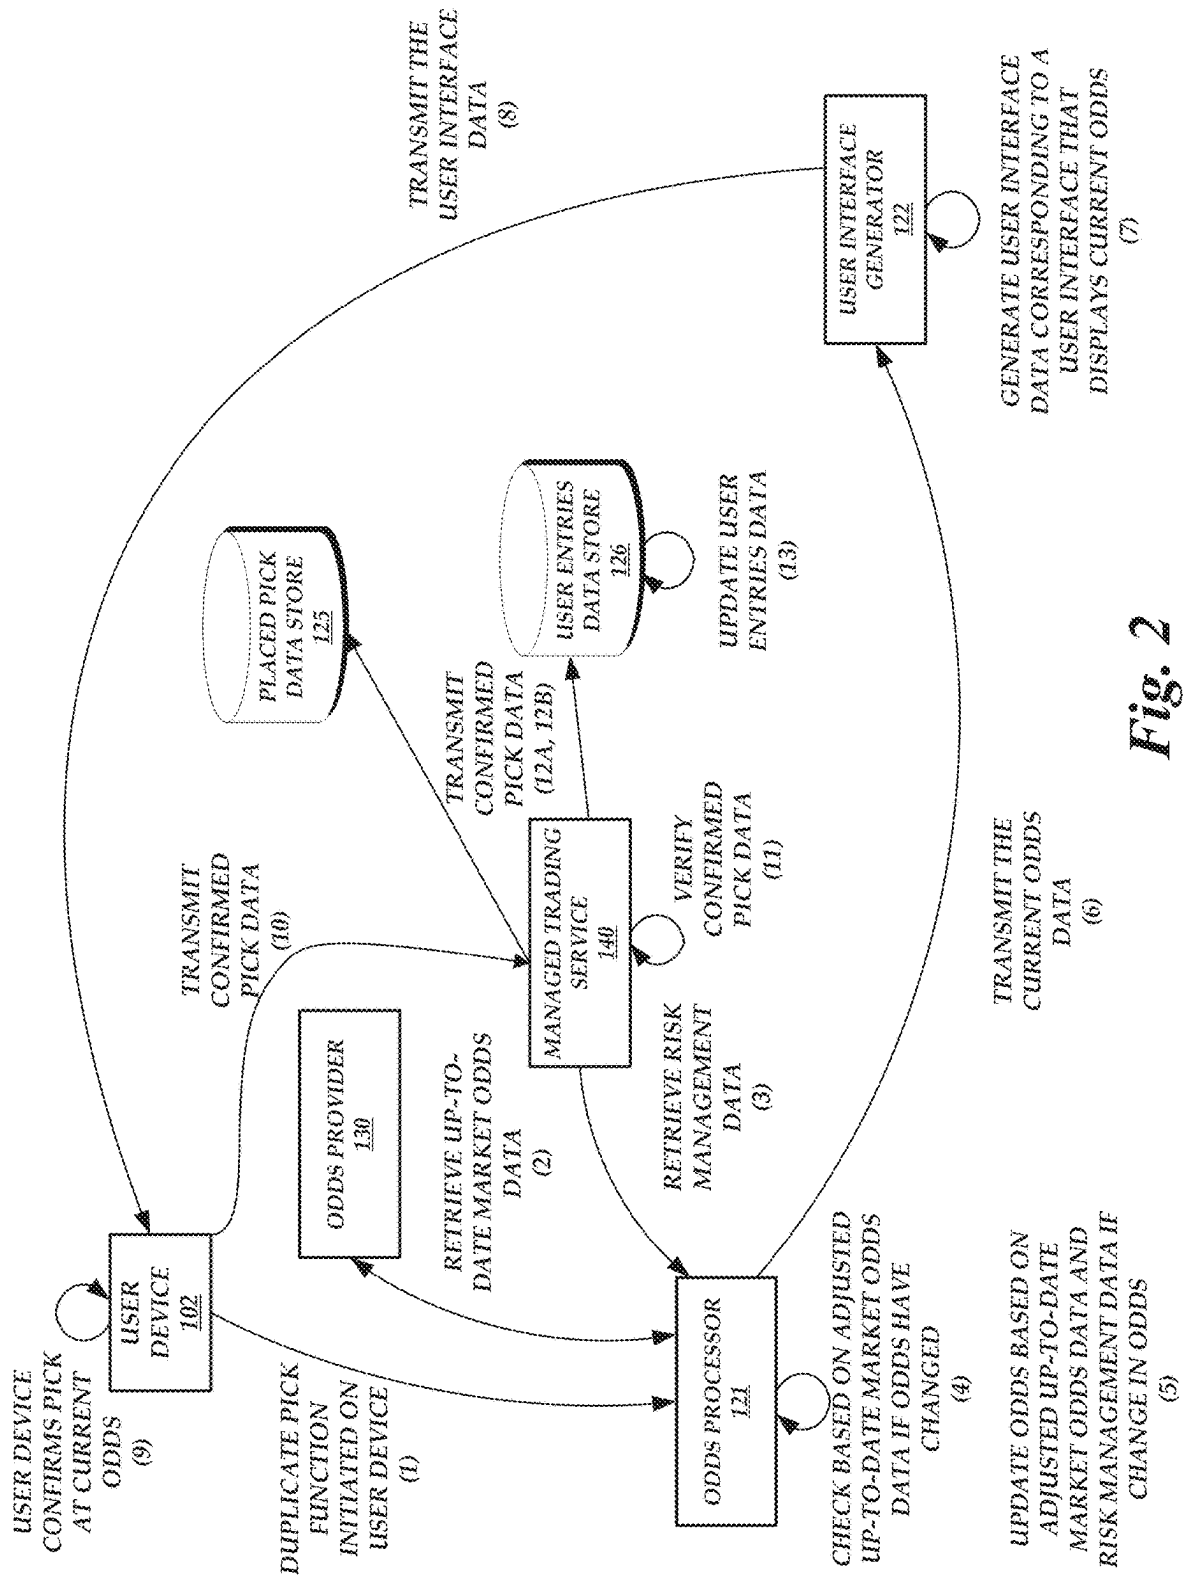 USER DEVICE
CONFIRMS PICK
AT CURRENT
ODDS
(9)
USER
DEVICE
102
DUPLICATE PICK
FUNCTION
INITIATED ON
USER DEVICE
(1)
ODDS PROVIDER
130
RETRIEVE UP-TO-
DATE MARKET ODDS
DATA (2)
TRANSMIT
CONFIRMED
PICK DATA
(10)
PLACED PICK
DATA STORE
125
TRANSMIT THE
USER INTERFACE
DATA
(8)
TRANSMIT
CONFIRMED
PICK DATA
(12A, 12B)
USER ENTRIES
DATA STORE
126
UPDATE USER
ENTRIES DATA
(13)
MANAGED TRADING
SERVICE
140
VERIFY
CONFIRMED
PICK DATA
(11)
RETRIEVE RISK
MANAGEMENT
DATA
(3)
ODDS PROCESSOR
121
CHECK BASED ON ADJUSTED
UP-TO-DATE MARKET ODDS
DATA IF ODDS HAVE
CHANGED
(4)
UPDATE ODDS BASED ON
ADJUSTED UP-TO-DATE
MARKET ODDS DATA AND
RISK MANAGEMENT DATA IF
CHANGE IN ODDS
(5)
TRANSMIT THE
CURRENT ODDS
DATA
(6)
USER INTERFACE
GENERATOR
122
GENERATE USER INTERFACE
DATA CORRESPONDING TO A
USER INTERFACE THAT
DISPLAYS CURRENT ODDS
(7)
Fig. 2